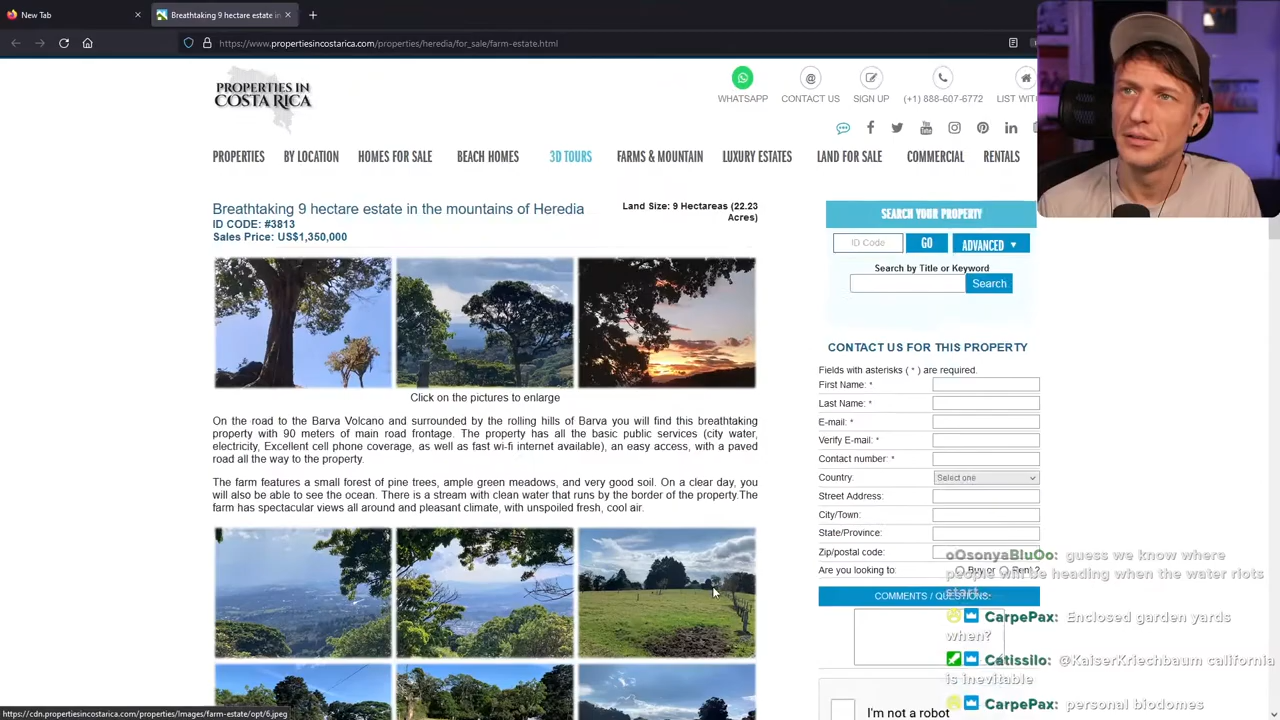 New Tab
Breathtaking 9 hectare estate in
https://www.propertiesincostarica.com/properties/heredia/for_sale/farm-estate.html
PROPERTIES IN
COSTA RICA
WHATSAPP
CONTACT US
SIGN UP
(+1) 888-607-6772
LIST WIT
PROPERTIES
BY LOCATION
HOMES FOR SALE
BEACH HOMES
3D TOURS
FARMS & MOUNTAIN
LUXURY ESTATES
LAND FOR SALE
COMMERCIAL
RENTALS
Breathtaking 9 hectare estate in the mountains of Heredia
ID CODE: #3813
Sales Price: US$1,350,000
Land Size: 9 Hectareas (22.23
Acres)
Click on the pictures to enlarge
On the road to the Barva Volcano and surrounded by the rolling hills of Barva you will find this breathtaking
property with 90 meters of main road frontage. The property has all the basic public services (city water,
electricity, Excellent cell phone coverage, as well as fast wi-fi internet available), an easy access, with a paved
road all the way to the property.
The farm features a small forest of pine trees, ample green meadows, and very good soil. On a clear day, you
will also be able to see the ocean. There is a stream with clean water that runs by the border of the property.The
farm has spectacular views all around and pleasant climate, with unspoiled fresh, cool air.
SEARCH YOUR PROPERTY
ID Code
GO
ADVANCED ▼
Search by Title or Keyword
Search
CONTACT US FOR THIS PROPERTY
Fields with asterisks ( * ) are required.
First Name: *
Last Name: *
E-mail: *
Verify E-mail: *
Contact number: *
Country:
Select one
Street Address:
City/Town:
State/Province:
Zip/postal code:
Are you looking to:
Buy or Rent?
COMMENTS / QUESTIONS:
I'm not a robot
oOsonyaBluOo: guess we know where
people will be heading when the water riots
start..
CarpePax: Enclosed garden yards
when?
Catissilo: @KaiserKriechbaum california
is inevitable
CarpePax: personal biodomes
https://cdn.propertiesincostarica.com/properties/Images/farm-estate/opt/6.jpeg